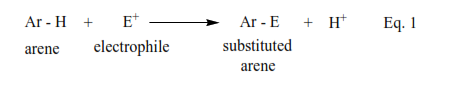 Ar - H + E+ Ar - E + H+ Eq. 1
arene electrophile substituted
arene